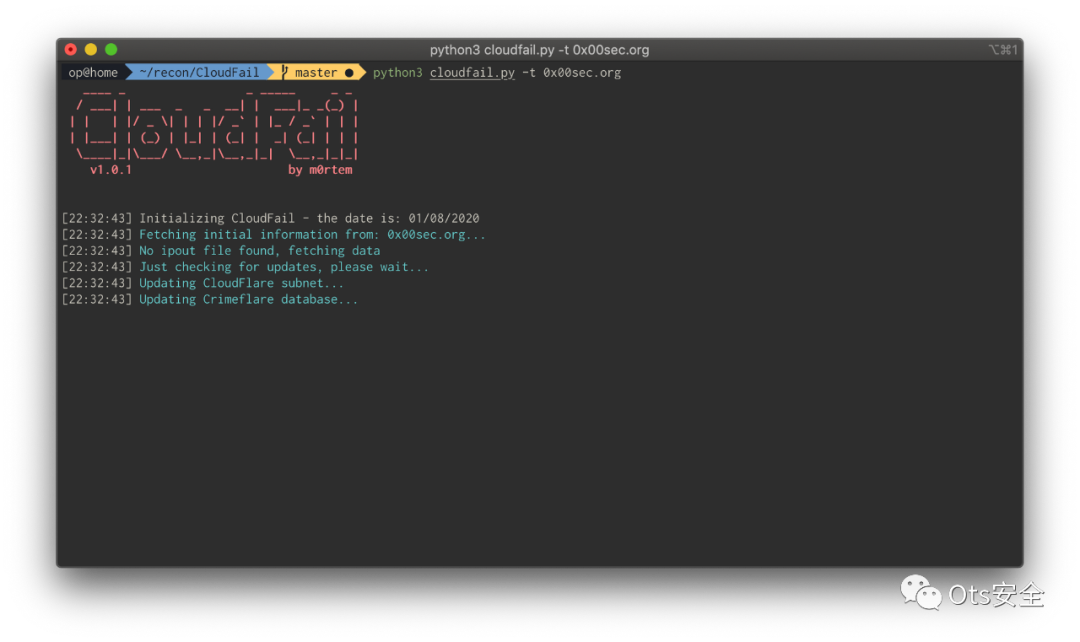 python3 cloudfail.py -t 0x00sec.org
⌥⌘1
op@home ~/recon/CloudFail master ● python3 cloudfail.py -t 0x00sec.org
CloudFail
v1.0.1 by m0rtem
[22:32:43] Initializing CloudFail - the date is: 01/08/2020
[22:32:43] Fetching initial information from: 0x00sec.org...
[22:32:43] No ipout file found, fetching data
[22:32:43] Just checking for updates, please wait...
[22:32:43] Updating CloudFlare subnet...
[22:32:43] Updating Crimeflare database...
Ots安全